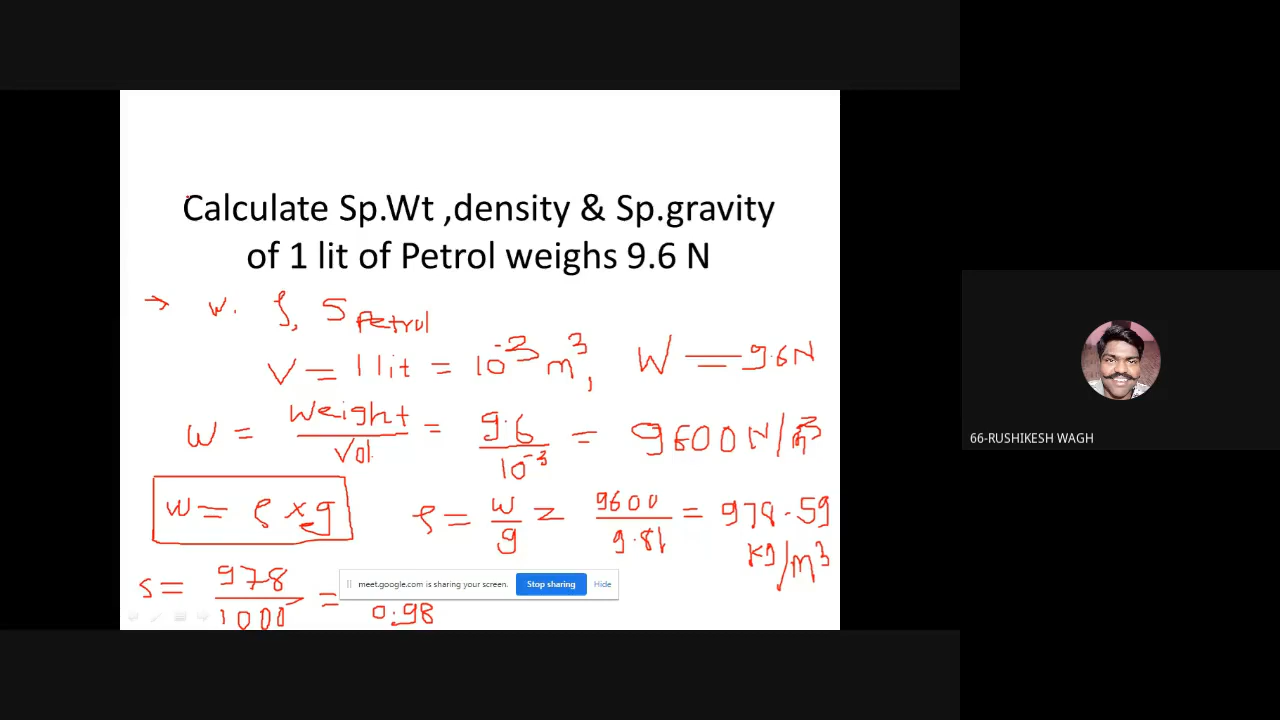 Calculate Sp.Wt ,density & Sp.gravity
of 1 lit of Petrol weighs 9.6 N
→ w. ρ, S Petrol
V = 1 lit = 10⁻³ m³, W = 9.6N
w = Weight/Vol = 9.6/10⁻³ = 9600 N/m³
w = ρ × g
ρ = w/g = 9600/9.81 = 978.59 kg/m³
S = 978/1000 = 0.98
meet.google.com is sharing your screen. Stop sharing Hide
66-RUSHIKESH WAGH